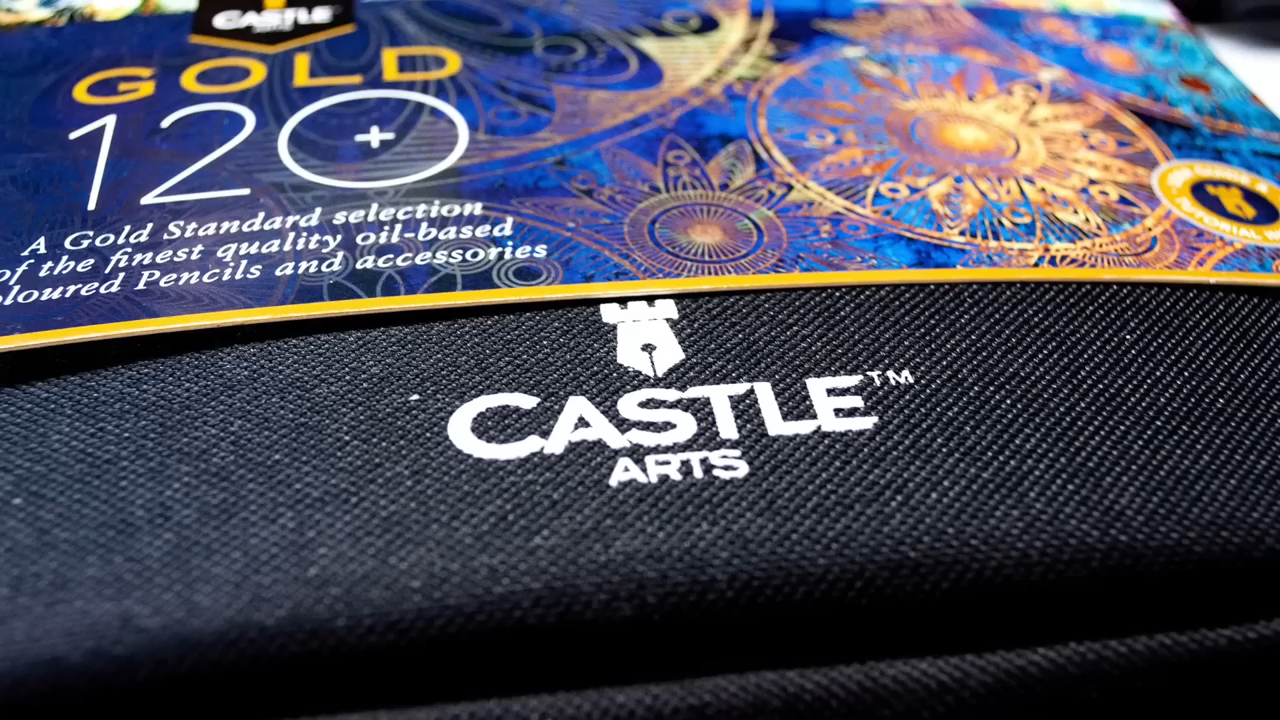 CASTLE
GOLD
120
A Gold Standard selection
of the finest quality oil-based
oloured Pencils and accessories
CASTLE™
ARTS